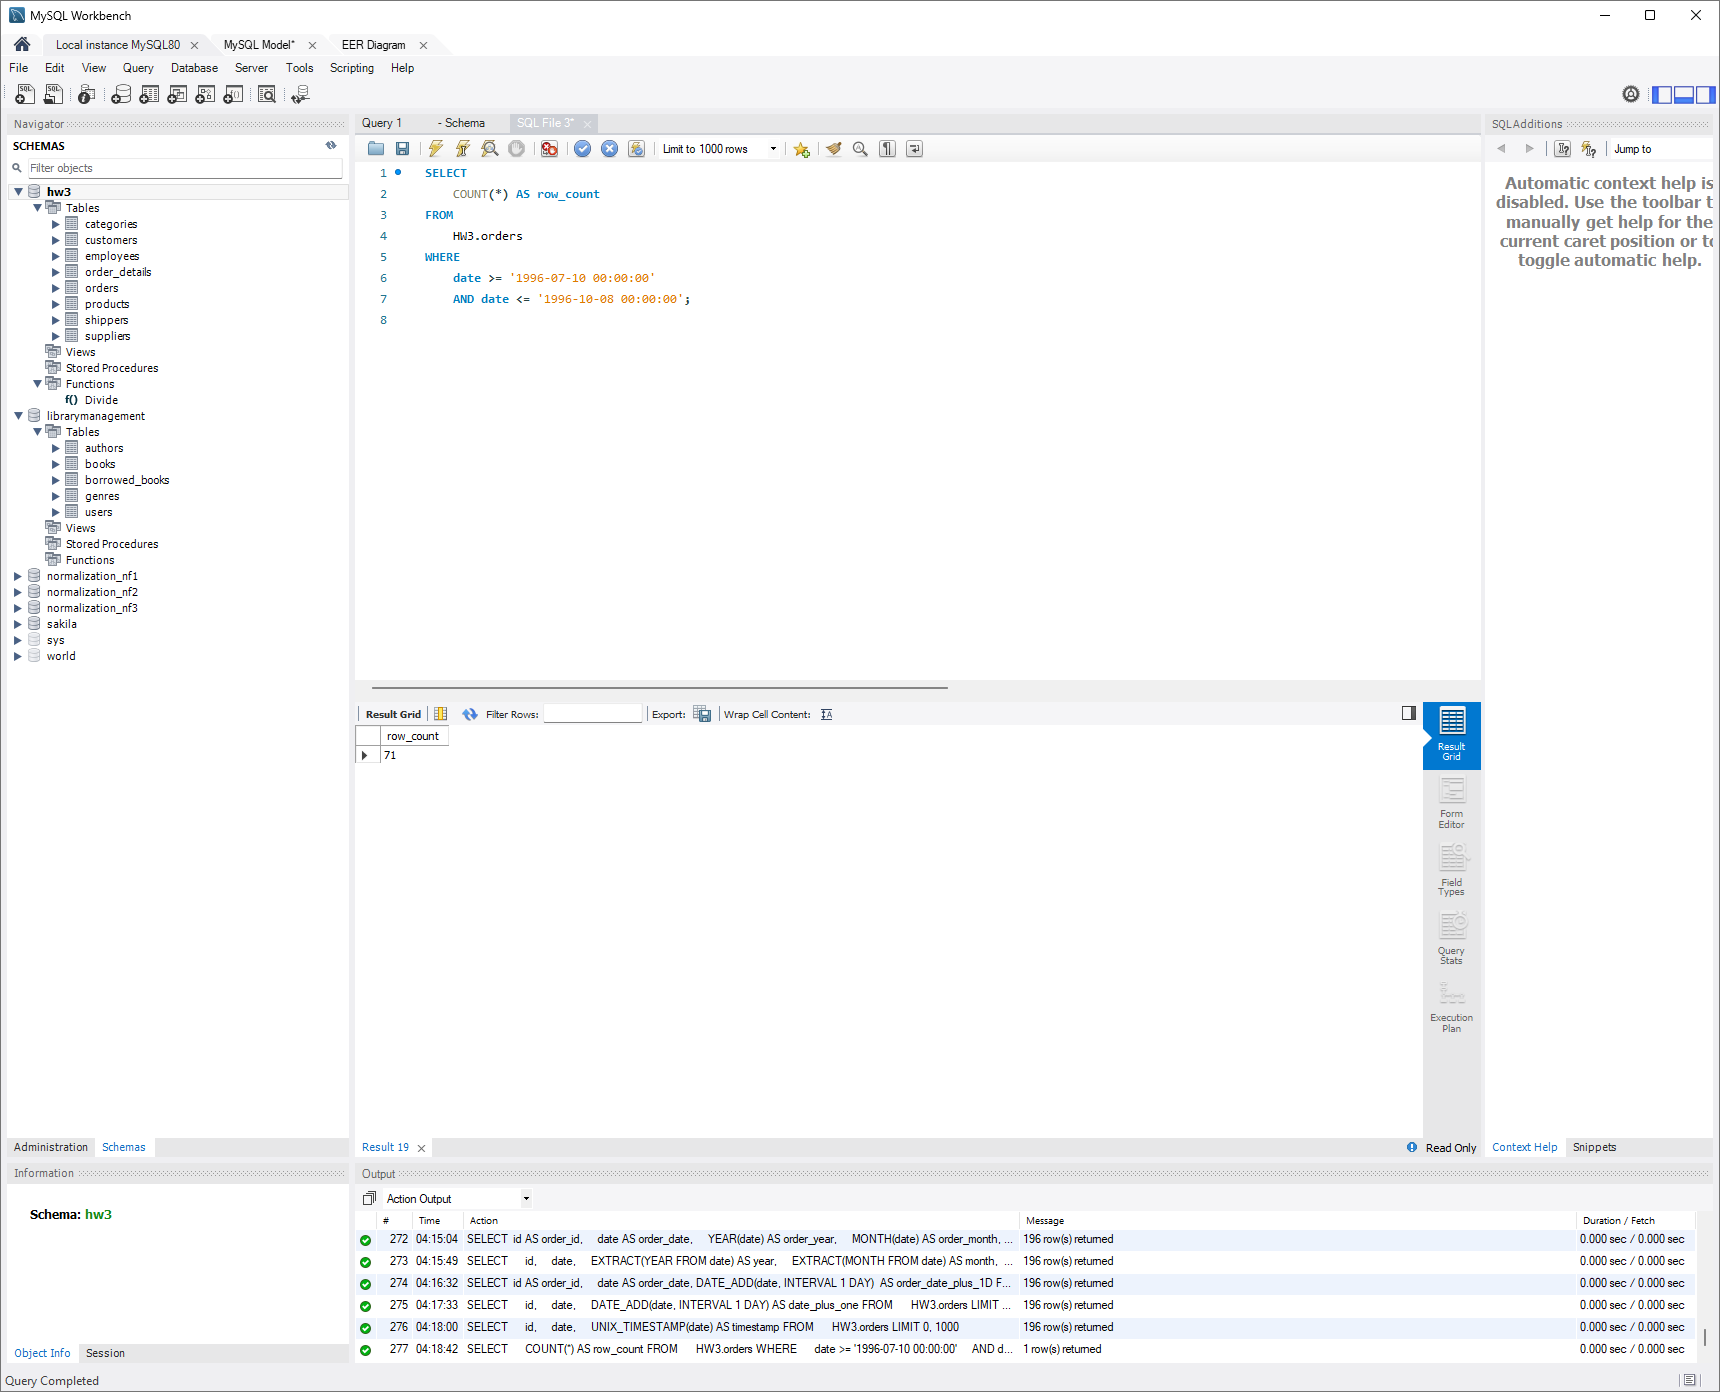 MySQL Workbench
Local instance MySQL80
MySQL Model*
EER Diagram
File Edit View Query Database Server Tools Scripting Help
Navigator
SCHEMAS
Filter objects
hw3
Tables
categories
customers
employees
order_details
orders
products
shippers
suppliers
Views
Stored Procedures
Functions
f() Divide
librarymanagement
Tables
authors
books
borrowed_books
genres
users
Views
Stored Procedures
Functions
normalization_nf1
normalization_nf2
normalization_nf3
sakila
sys
world
Administration Schemas
Information
Schema: hw3
Object Info Session
Query Completed
Query 1 - Schema SQL File 3*
Limit to 1000 rows
1 SELECT
2 COUNT(*) AS row_count
3 FROM
4 HW3.orders
5 WHERE
6 date >= '1996-07-10 00:00:00'
7 AND date <= '1996-10-08 00:00:00';
8
Result Grid Filter Rows: Export: Wrap Cell Content:
row_count
71
Result
Grid
Form
Editor
Field
Types
Query
Stats
Execution
Plan
Result 19
Read Only
SQLAdditions
Jump to
Automatic context help is
disabled. Use the toolbar t
manually get help for the
current caret position or to
toggle automatic help.
Context Help Snippets
Output
Action Output
# Time Action Message Duration / Fetch
272 04:15:04 SELECT id AS order_id, date AS order_date, YEAR(date) AS order_year, MONTH(date) AS order_month, ... 196 row(s) returned 0.000 sec / 0.000 sec
273 04:15:49 SELECT id, date, EXTRACT(YEAR FROM date) AS year, EXTRACT(MONTH FROM date) AS month, ... 196 row(s) returned 0.000 sec / 0.000 sec
274 04:16:32 SELECT id AS order_id, date AS order_date, DATE_ADD(date, INTERVAL 1 DAY) AS order_date_plus_1D F... 196 row(s) returned 0.000 sec / 0.000 sec
275 04:17:33 SELECT id, date, DATE_ADD(date, INTERVAL 1 DAY) AS date_plus_one FROM HW3.orders LIMIT ... 196 row(s) returned 0.000 sec / 0.000 sec
276 04:18:00 SELECT id, date, UNIX_TIMESTAMP(date) AS timestamp FROM HW3.orders LIMIT 0, 1000 196 row(s) returned 0.000 sec / 0.000 sec
277 04:18:42 SELECT COUNT(*) AS row_count FROM HW3.orders WHERE date >= '1996-07-10 00:00:00' AND d... 1 row(s) returned 0.000 sec / 0.000 sec